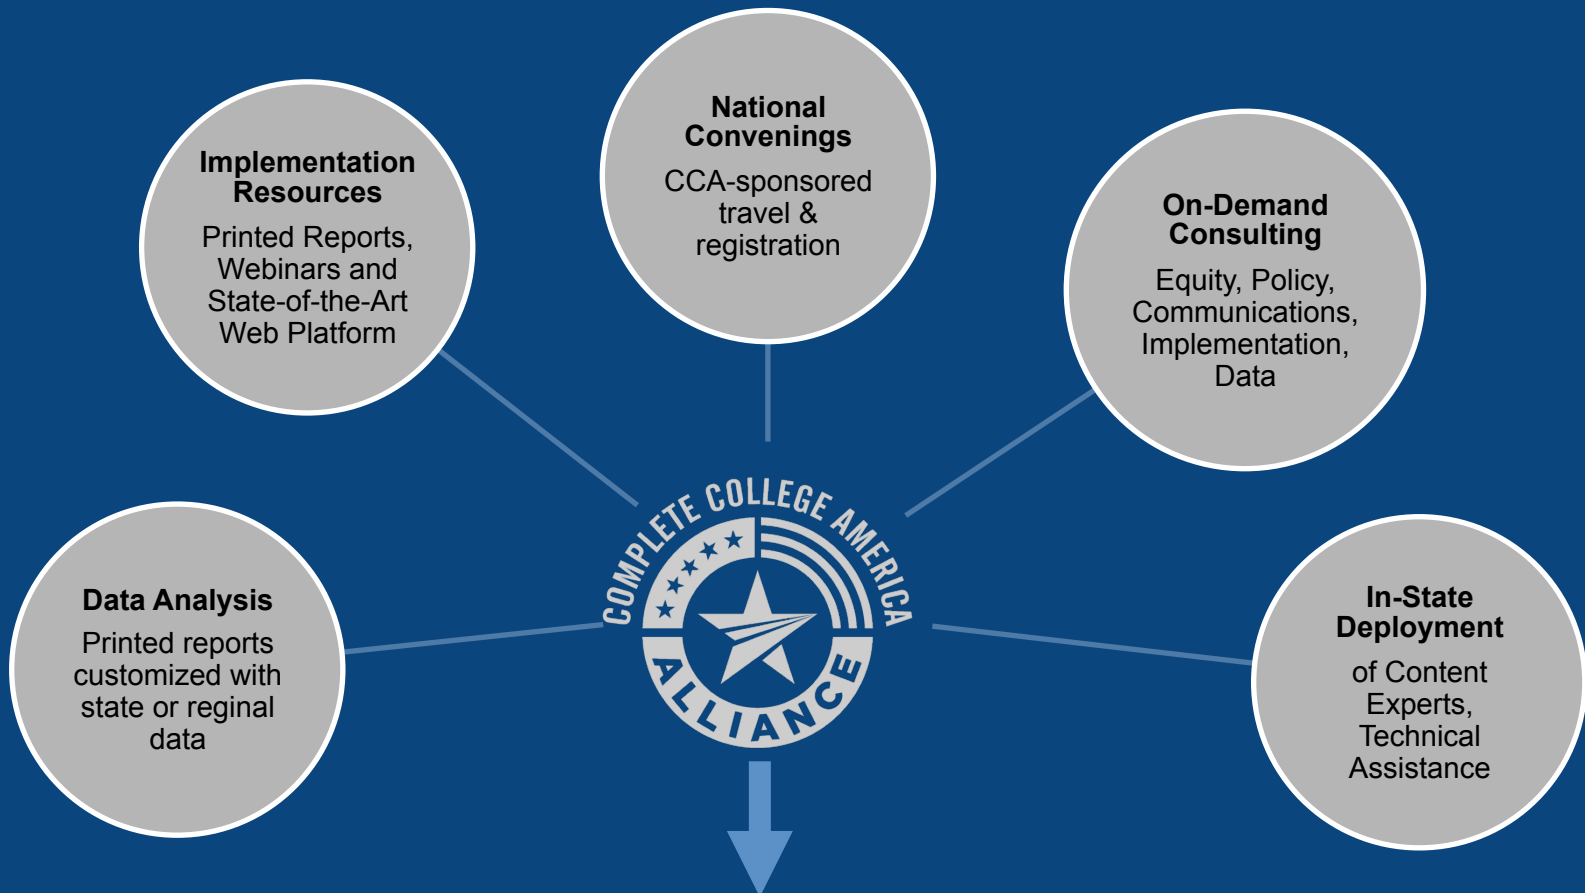 National
Convenings
CCA-sponsored
travel &
registration
Implementation
Resources
Printed Reports,
Webinars and
State-of-the-Art
Web Platform
On-Demand
Consulting
Equity, Policy,
Communications,
Implementation,
Data
Data Analysis
Printed reports
customized with
state or reginal
data
COMPLETE COLLEGE AMERICA
ALLIANCE
In-State
Deployment
of Content
Experts,
Technical
Assistance